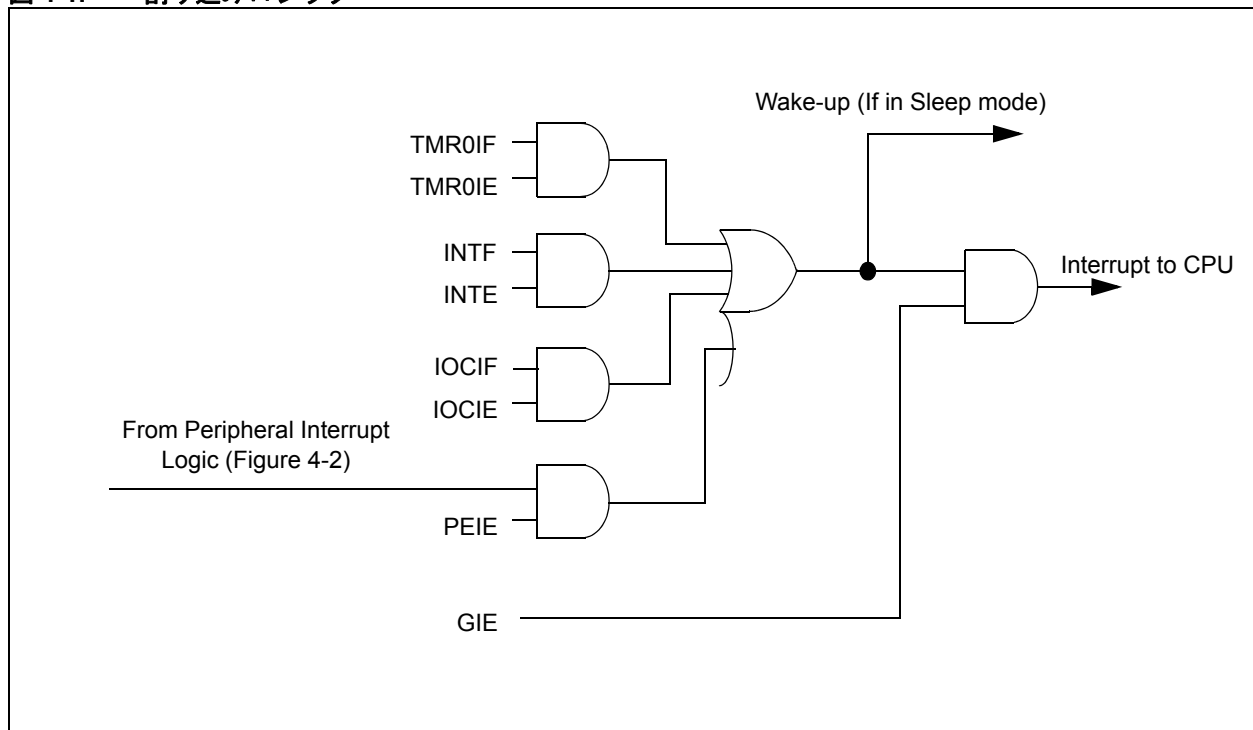 Wake-up (If in Sleep mode)
TMR0IF
TMR0IE
INTF
INTE
Interrupt to CPU
IOCIF
IOCIE
From Peripheral Interrupt
Logic (Figure 4-2)
PEIE
GIE